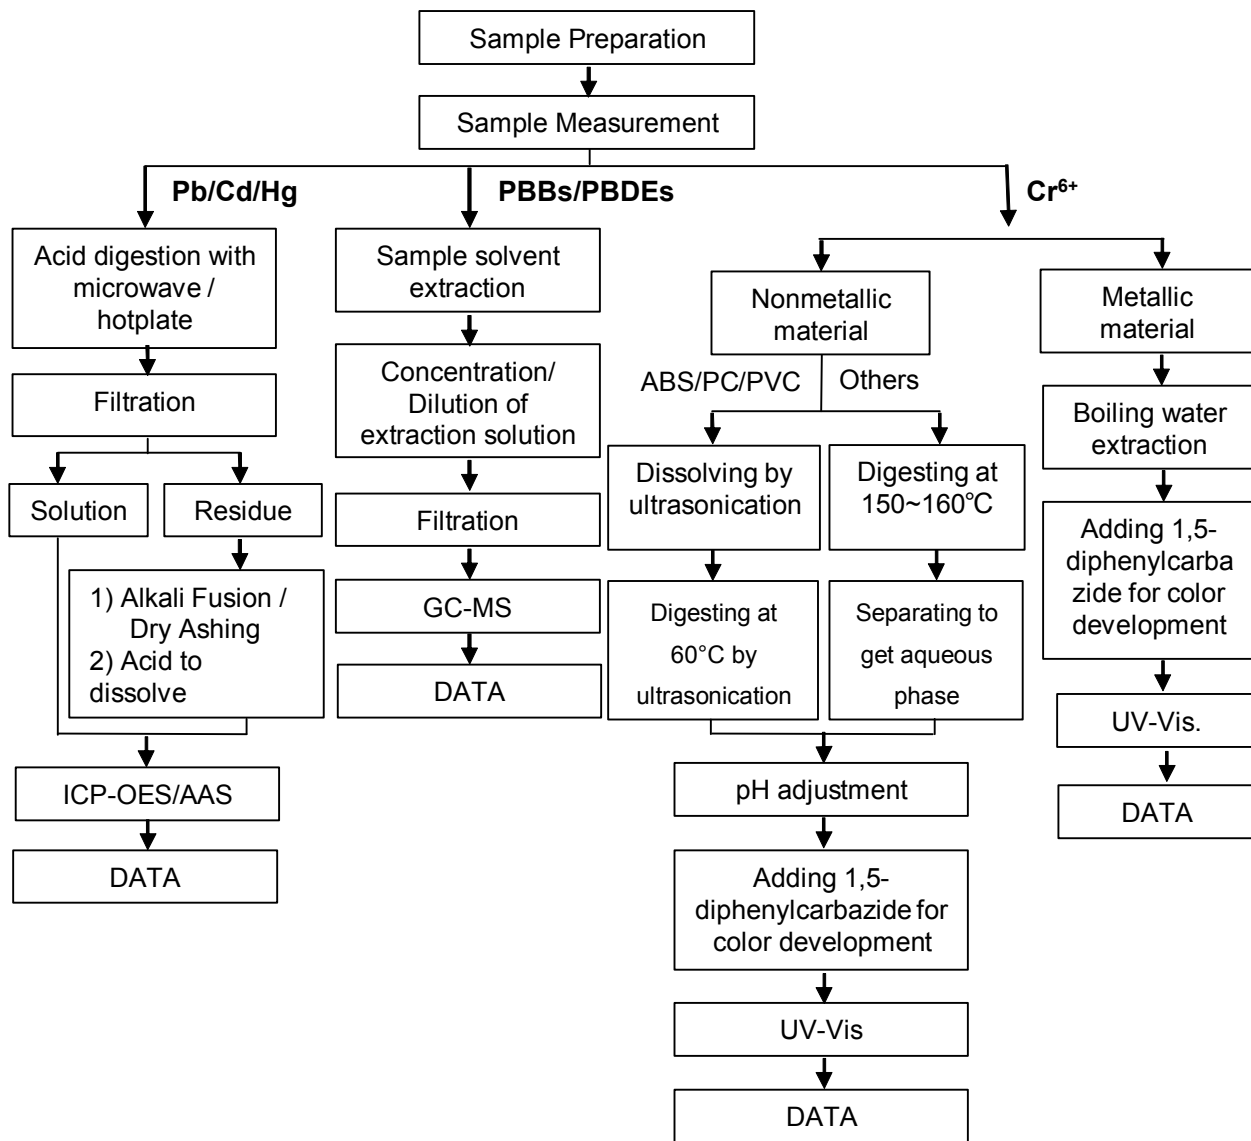 Sample Preparation
Sample Measurement
Pb/Cd/Hg
PBBs/PBDEs
Cr⁶⁺
Acid digestion with
microwave /
hotplate
Filtration
Solution
Residue
1) Alkali Fusion /
Dry Ashing
2) Acid to
dissolve
ICP-OES/AAS
DATA
Sample solvent
extraction
Concentration/
Dilution of
extraction solution
Filtration
GC-MS
DATA
Nonmetallic
material
ABS/PC/PVC
Others
Dissolving by
ultrasonication
Digesting at
60°C by
ultrasonication
Digesting at
150~160℃
Separating to
get aqueous
phase
pH adjustment
Adding 1,5-
diphenylcarbazide for
color development
UV-Vis
DATA
Metallic
material
Boiling water
extraction
Adding 1,5-
diphenylcarba
zide for color
development
UV-Vis.
DATA